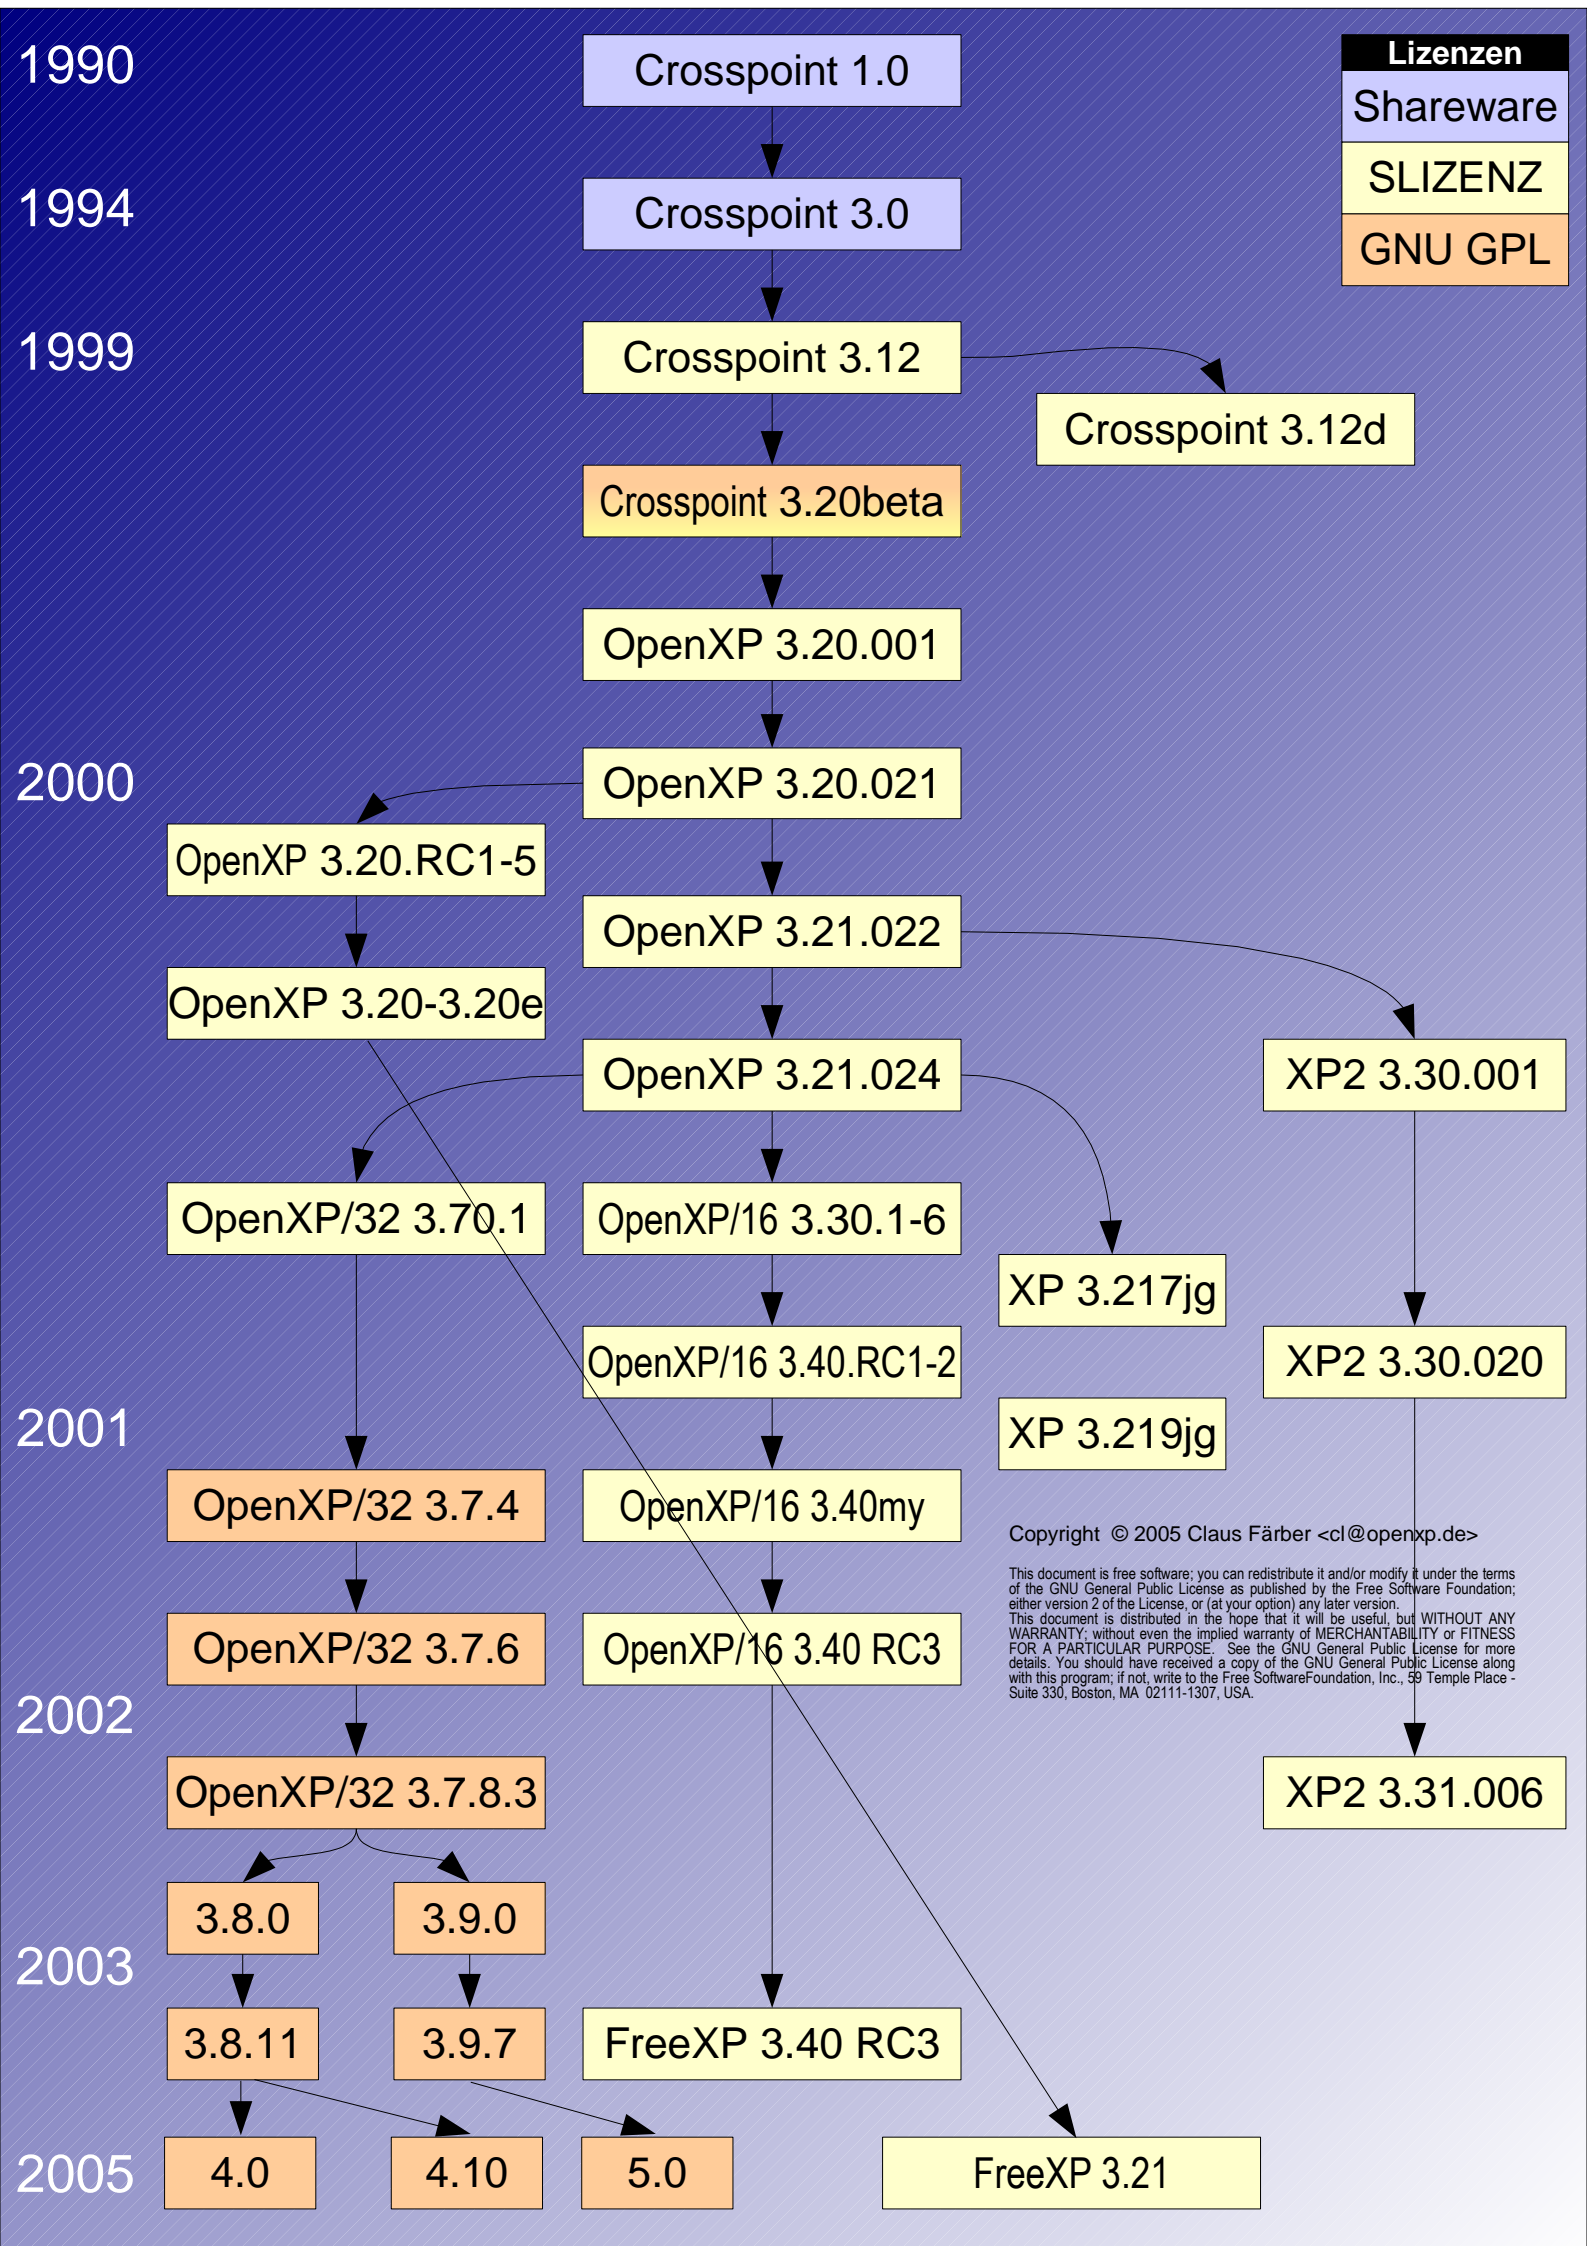 1990
Crosspoint 1.0
Lizenzen
Shareware
SLIZENZ
GNU GPL
1994
Crosspoint 3.0
1999
Crosspoint 3.12
Crosspoint 3.12d
Crosspoint 3.20beta
OpenXP 3.20.001
2000
OpenXP 3.20.021
OpenXP 3.20.RC1-5
OpenXP 3.21.022
OpenXP 3.20-3.20e
OpenXP 3.21.024
XP2 3.30.001
OpenXP/32 3.70.1
OpenXP/16 3.30.1-6
XP 3.217jg
OpenXP/16 3.40.RC1-2
XP2 3.30.020
2001
XP 3.219jg
OpenXP/32 3.7.4
OpenXP/16 3.40my
Copyright © 2005 Claus Färber <cl@openxp.de>
This document is free software; you can redistribute it and/or modify it under the terms
of the GNU General Public License as published by the Free Software Foundation;
either version 2 of the License, or (at your option) any later version.
This document is distributed in the hope that it will be useful, but WITHOUT ANY
WARRANTY; without even the implied warranty of MERCHANTABILITY or FITNESS
FOR A PARTICULAR PURPOSE. See the GNU General Public License for more
details. You should have received a copy of the GNU General Public License along
with this program; if not, write to the Free SoftwareFoundation, Inc., 59 Temple Place -
Suite 330, Boston, MA 02111-1307, USA.
OpenXP/32 3.7.6
OpenXP/16 3.40 RC3
2002
OpenXP/32 3.7.8.3
XP2 3.31.006
3.8.0
3.9.0
2003
3.8.11
3.9.7
FreeXP 3.40 RC3
2005
4.0
4.10
5.0
FreeXP 3.21